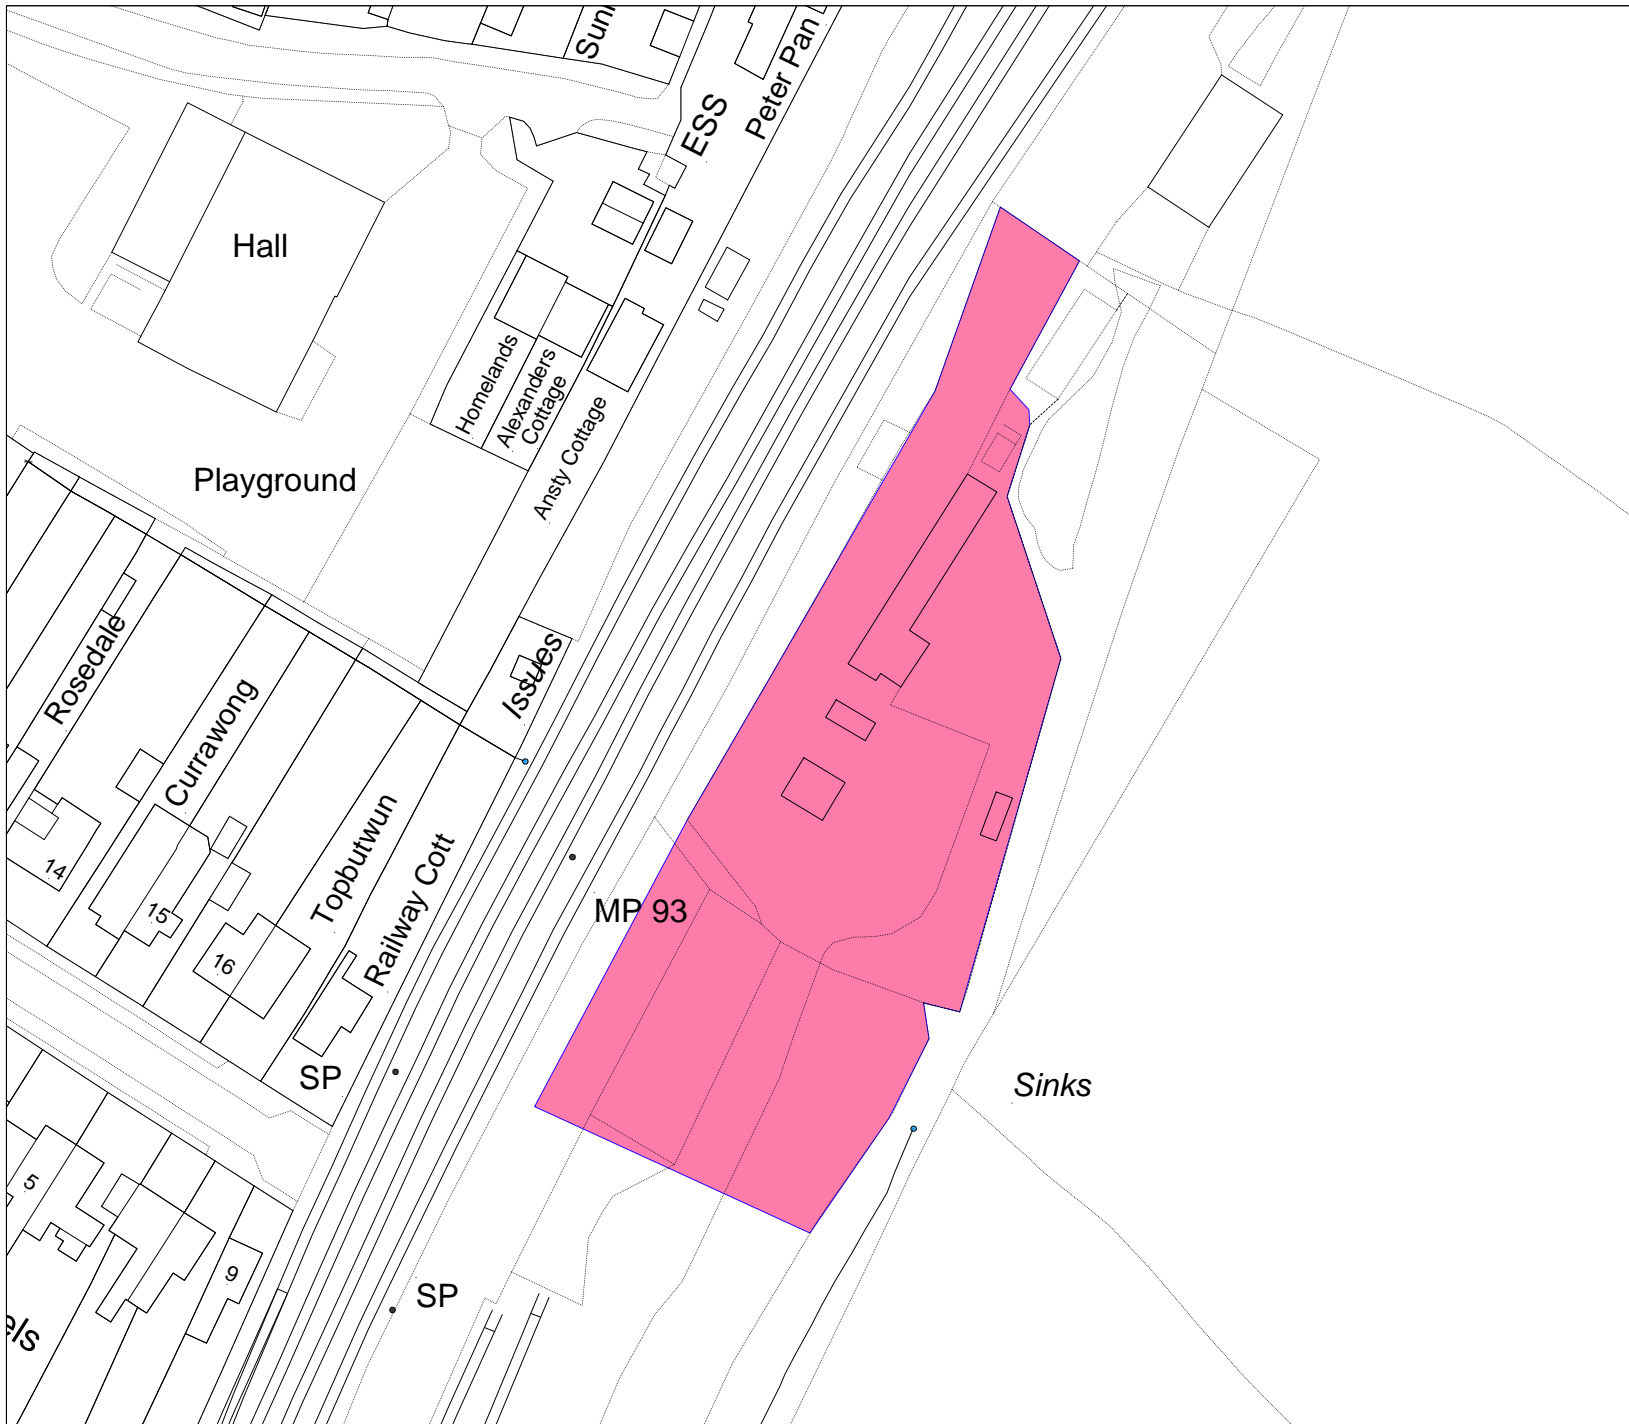 Peter Pan
ESS
Hall
Homelands
Alexanders
Cottage
Ansty Cottage
Playground
Rosedale
Issues
Currawong
Topbutwun
Railway Cott
14
15
16
MP 93
SP
Sinks
5
9
SP